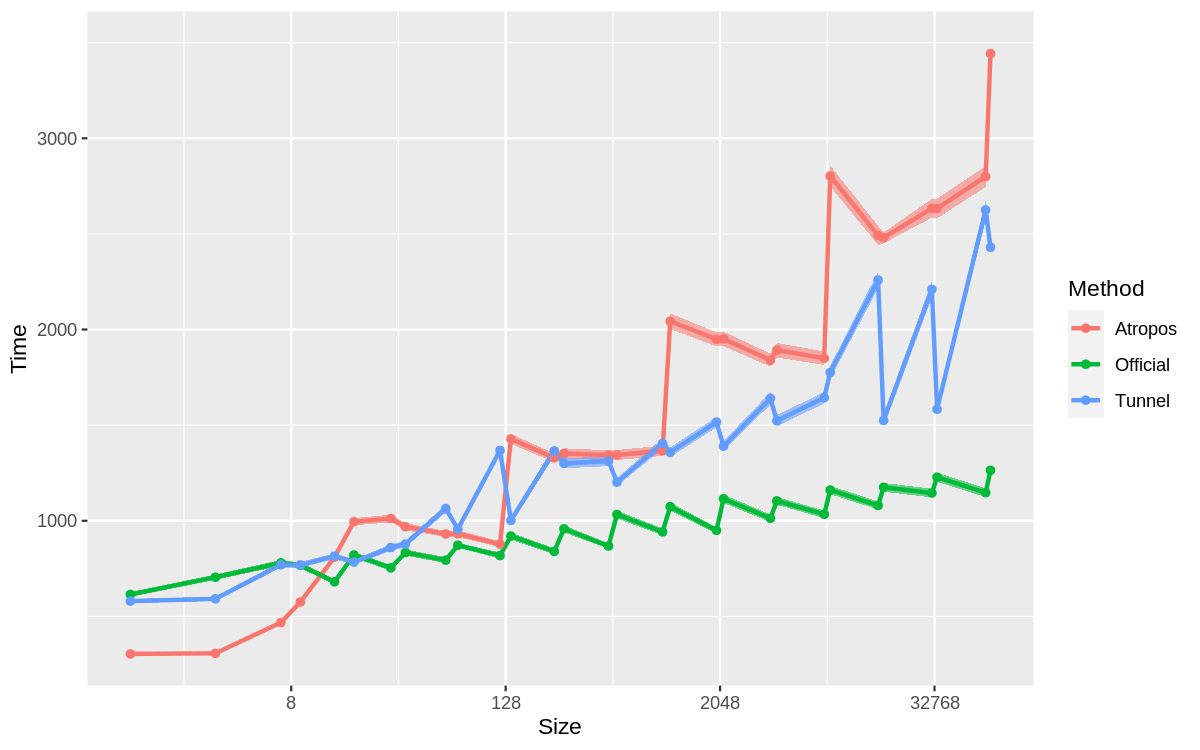 3000
2000
1000
Time
8
128
2048
32768
Size
Method
Atropos
Official
Tunnel